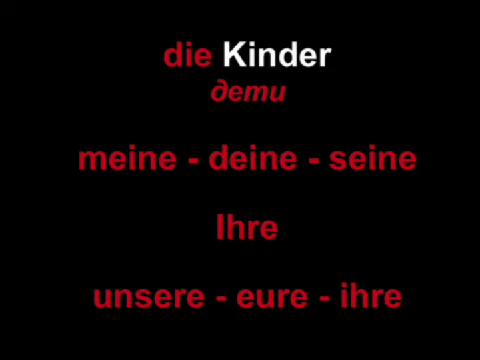 die Kinder
дети
meine - deine - seine
Ihre
unsere - eure - ihre